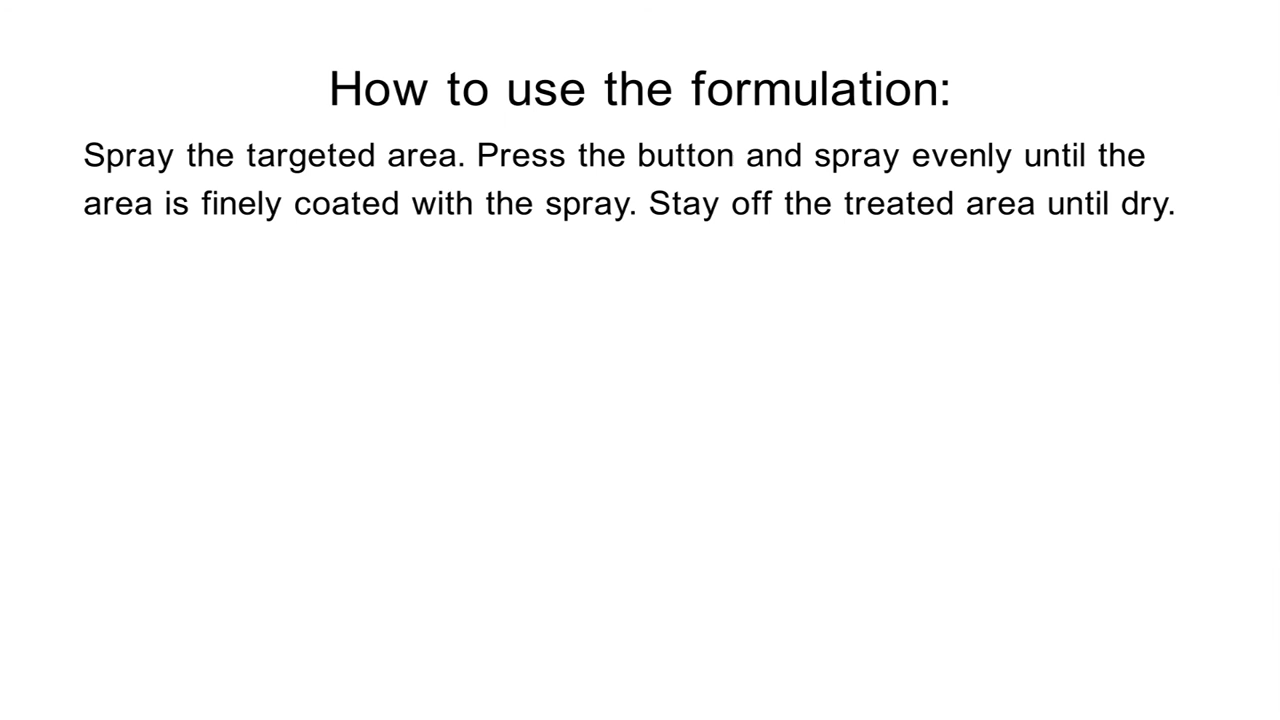 How to use the formulation:
Spray the targeted area. Press the button and spray evenly until the
area is finely coated with the spray. Stay off the treated area until dry.